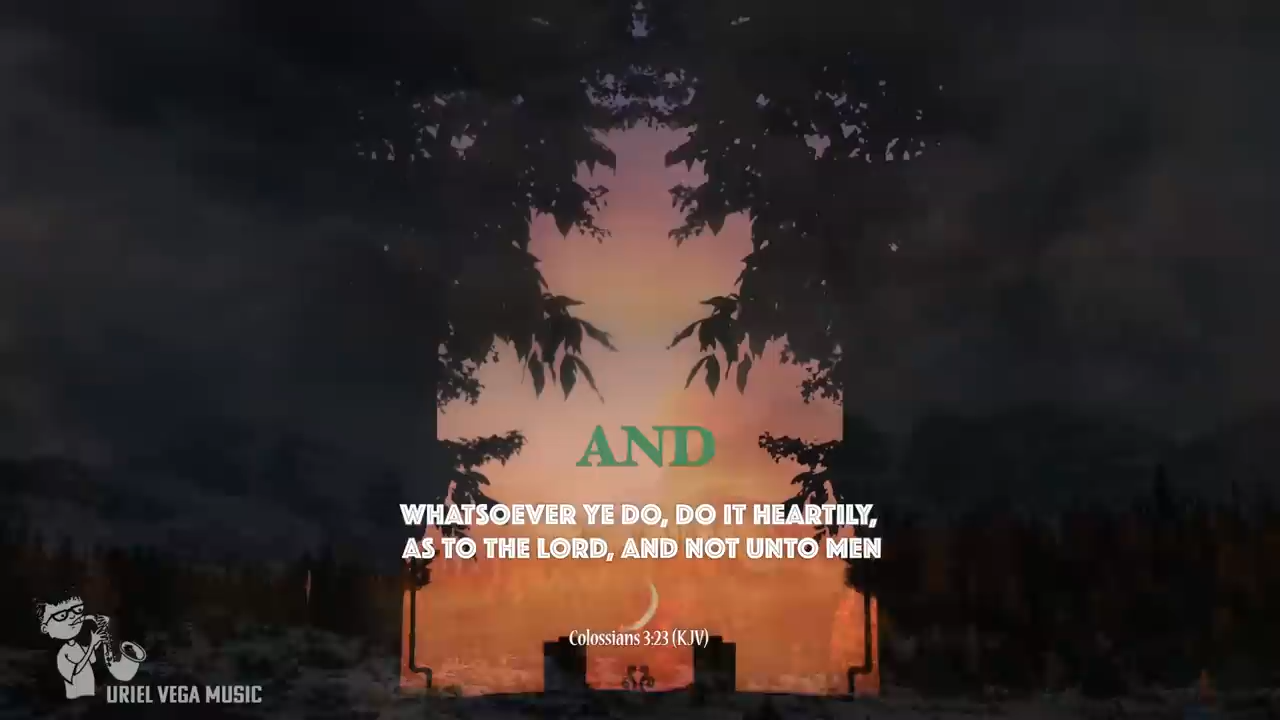 AND
WHATSOEVER YE DO, DO IT HEARTILY,
AS TO THE LORD, AND NOT UNTO MEN
Colossians 3:23 (KJV)
URIEL VEGA MUSIC